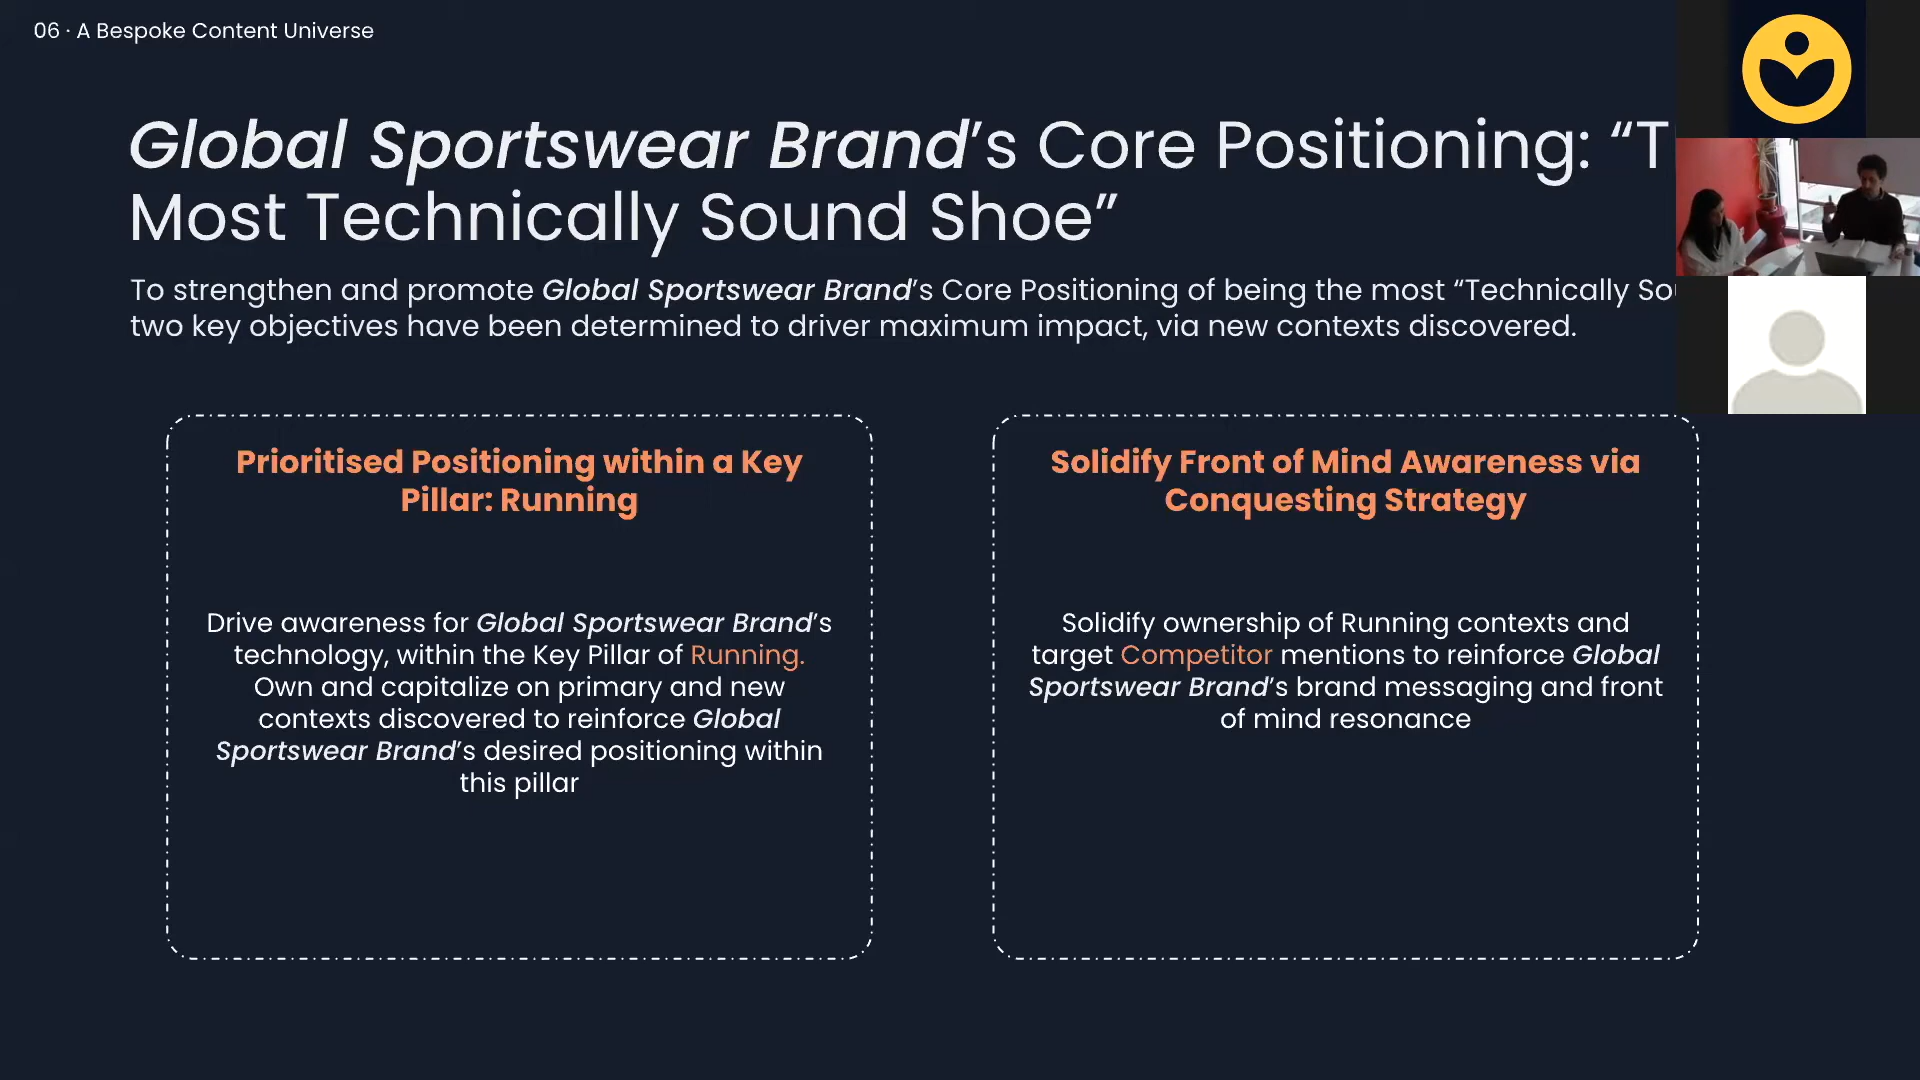 06 · A Bespoke Content Universe
Global Sportswear Brand’s Core Positioning: “T
Most Technically Sound Shoe”
To strengthen and promote Global Sportswear Brand’s Core Positioning of being the most “Technically
two key objectives have been determined to driver maximum impact, via new contexts discovered.
Prioritised Positioning within a Key
Pillar: Running
Drive awareness for Global Sportswear Brand’s
technology, within the Key Pillar of Running.
Own and capitalize on primary and new
contexts discovered to reinforce Global
Sportswear Brand’s desired positioning within
this pillar
Solidify Front of Mind Awareness via
Conquesting Strategy
Solidify ownership of Running contexts and
target Competitor mentions to reinforce Global
Sportswear Brand’s brand messaging and front
of mind resonance